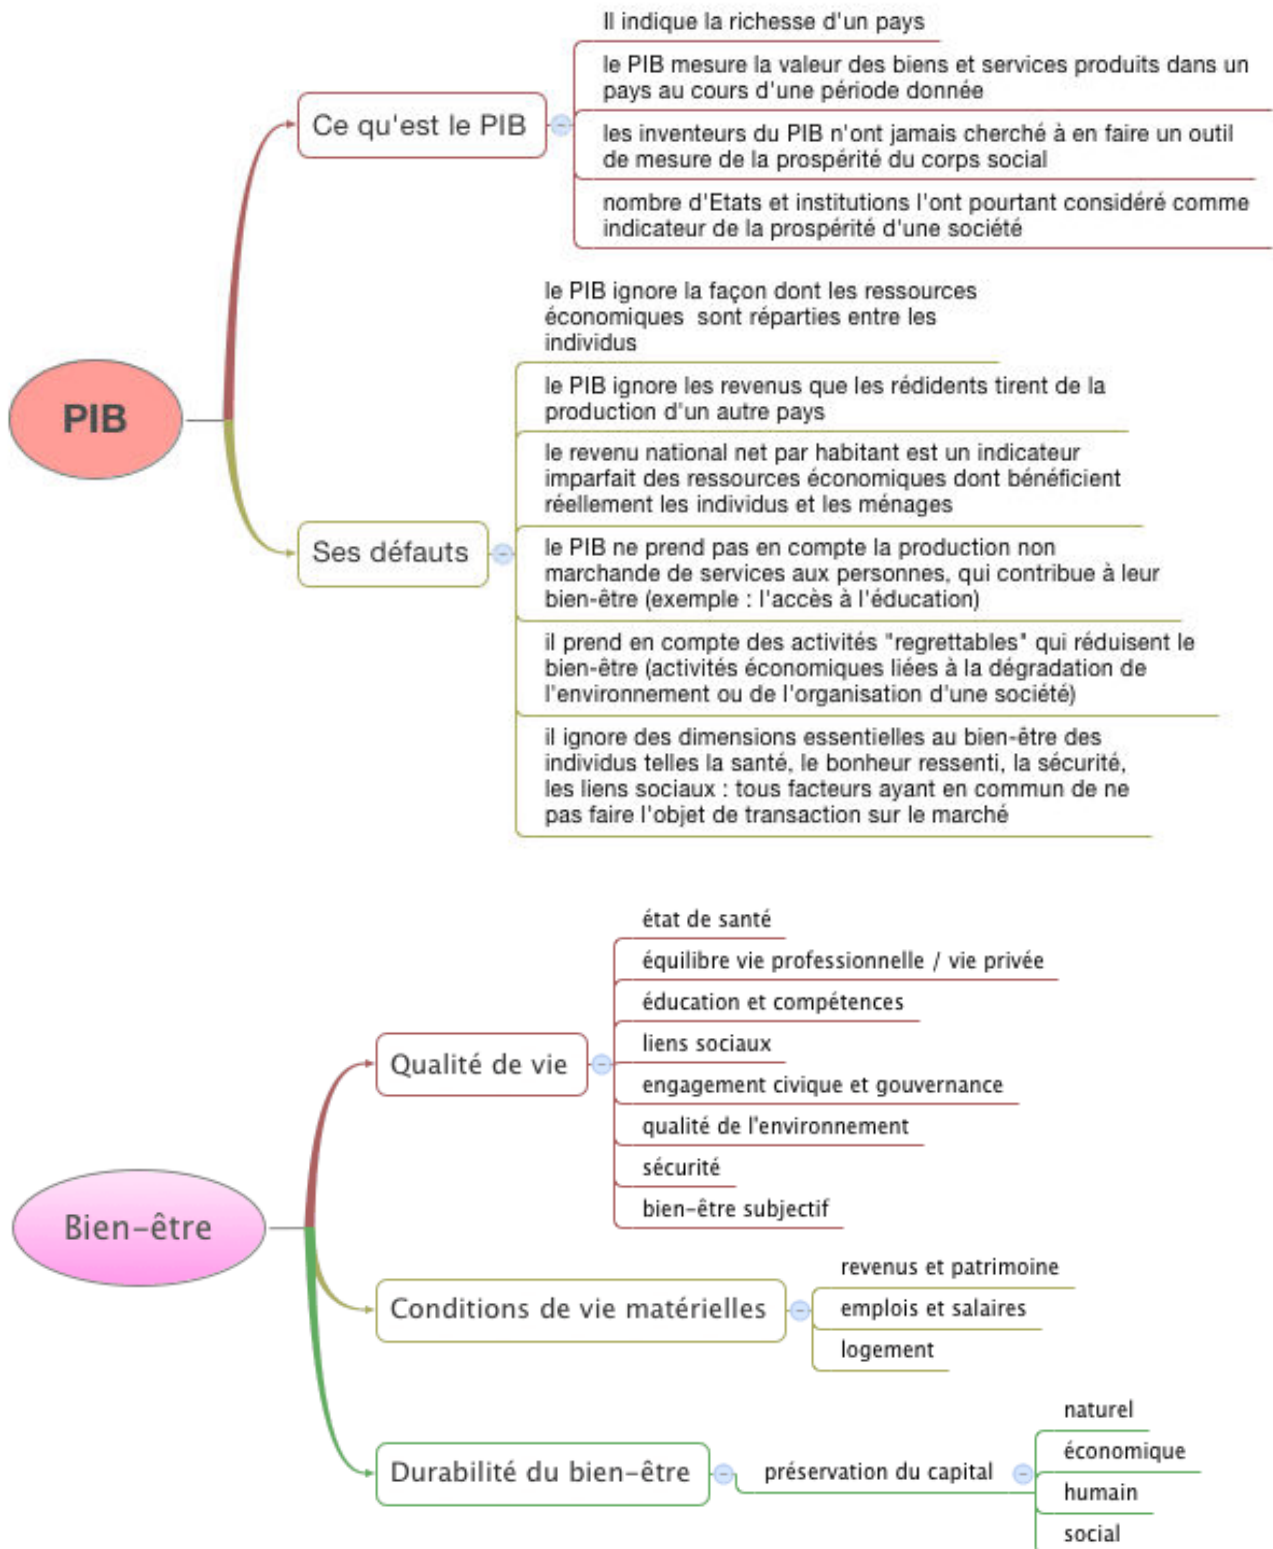 Il indique la richesse d'un pays
le PIB mesure la valeur des biens et services produits dans un
pays au cours d'une période donnée
Ce qu'est le PIB
les inventeurs du PIB n'ont jamais cherché à en faire un outil
de mesure de la prospérité du corps social
nombre d'Etats et institutions l'ont pourtant considéré comme
indicateur de la prospérité d'une société
PIB
le PIB ignore la façon dont les ressources
économiques sont réparties entre les
individus
le PIB ignore les revenus que les rédidents tirent de la
production d'un autre pays
le revenu national net par habitant est un indicateur
imparfait des ressources économiques dont bénéficient
réellement les individus et les ménages
Ses défauts
le PIB ne prend pas en compte la production non
marchande de services aux personnes, qui contribue à leur
bien-être (exemple : l'accès à l'éducation)
il prend en compte des activités "regrettables" qui réduisent le
bien-être (activités économiques liées à la dégradation de
l'environnement ou de l'organisation d'une société)
il ignore des dimensions essentielles au bien-être des
individus telles la santé, le bonheur ressenti, la sécurité,
les liens sociaux : tous facteurs ayant en commun de ne
pas faire l'objet de transaction sur le marché
état de santé
équilibre vie professionnelle / vie privée
éducation et compétences
liens sociaux
Qualité de vie
engagement civique et gouvernance
qualité de l'environnement
sécurité
bien-être subjectif
Bien-être
revenus et patrimoine
Conditions de vie matérielles
emplois et salaires
logement
naturel
économique
Durabilité du bien-être
préservation du capital
humain
social